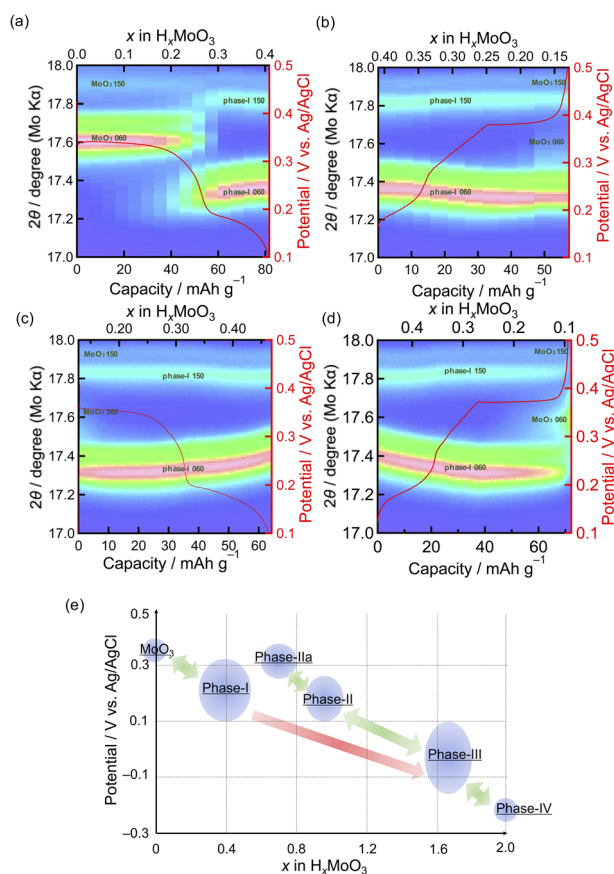 (a)
x in HxMoO3
0.0 0.1 0.2 0.3 0.4
18.0
17.8
17.6
17.4
17.2
17.0
2θ / degree (Mo Kα)
MoO3 150
MoO3 060
phase-I 150
phase-I 060
0.5
0.4
0.3
0.2
0.1
Potential / V vs. Ag/AgCl
0 20 40 60 80
Capacity / mAh g–1
(b)
x in HxMoO3
0.40 0.35 0.30 0.25 0.20 0.15
18.0
17.8
17.6
17.4
17.2
17.0
2θ / degree (Mo Kα)
MoO3 150
phase-I 150
MoO3 060
phase-I 060
0.5
0.4
0.3
0.2
0.1
Potential / V vs. Ag/AgCl
0 20 40
Capacity / mAh g–1
(c)
x in HxMoO3
0.20 0.30 0.40
18.0
17.8
17.6
17.4
17.2
17.0
2θ / degree (Mo Kα)
MoO3 150
phase-I 150
MoO3 060
phase-I 060
0.5
0.4
0.3
0.2
0.1
Potential / V vs. Ag/AgCl
0 10 20 30 40 50 60
Capacity / mAh g–1
(d)
x in HxMoO3
0.4 0.3 0.2 0.1
18.0
17.8
17.6
17.4
17.2
17.0
2θ / degree (Mo Kα)
MoO3 150
phase-I 150
MoO3 060
phase-I 060
0.5
0.4
0.3
0.2
0.1
Potential / V vs. Ag/AgCl
0 20 40 60
Capacity / mAh g–1
(e)
0.5
0.3
0.1
–0.1
–0.3
Potential / V vs. Ag/AgCl
MoO3
Phase-IIa
Phase-I
Phase-II
Phase-III
Phase-IV
0 0.4 0.8 1.2 1.6 2.0
x in HxMoO3